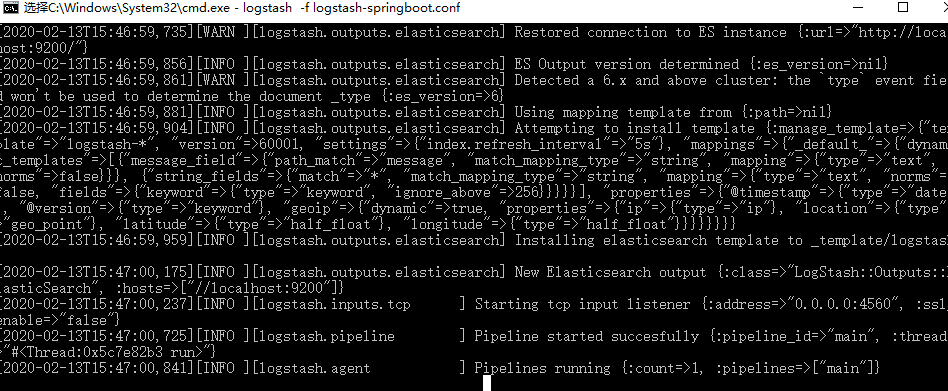 选择C:\Windows\System32\cmd.exe - logstash  -f logstash-springboot.conf
[2020-02-13T15:46:59,735][WARN ][logstash.outputs.elasticsearch] Restored connection to ES instance {:url=>"http://loca
host:9200/"}
[2020-02-13T15:46:59,856][INFO ][logstash.outputs.elasticsearch] ES Output version determined {:es_version=>nil}
[2020-02-13T15:46:59,861][WARN ][logstash.outputs.elasticsearch] Detected a 6.x and above cluster: the `type` event fie
d won't be used to determine the document _type {:es_version=>6}
[2020-02-13T15:46:59,881][INFO ][logstash.outputs.elasticsearch] Using mapping template from {:path=>nil}
[2020-02-13T15:46:59,904][INFO ][logstash.outputs.elasticsearch] Attempting to install template {:manage_template=>{"te
plate"=>"logstash-*", "version"=>60001, "settings"=>{"index.refresh_interval"=>"5s"}, "mappings"=>{"_default_"=>{"dynam
c_templates"=>[{"message_field"=>{"path_match"=>"message", "match_mapping_type"=>"string", "mapping"=>{"type"=>"text",
norms"=>false}}}, {"string_fields"=>{"match"=>"*", "match_mapping_type"=>"string", "mapping"=>{"type"=>"text", "norms"=
false, "fields"=>{"keyword"=>{"type"=>"keyword", "ignore_above"=>256}}}}}], "properties"=>{"@timestamp"=>{"type"=>"date
, "@version"=>{"type"=>"keyword"}, "geoip"=>{"dynamic"=>true, "properties"=>{"ip"=>{"type"=>"ip"}, "location"=>{"type"
"geo_point"}, "latitude"=>{"type"=>"half_float"}, "longitude"=>{"type"=>"half_float"}}}}}}}}
[2020-02-13T15:46:59,959][INFO ][logstash.outputs.elasticsearch] Installing elasticsearch template to _template/logstas
[2020-02-13T15:47:00,175][INFO ][logstash.outputs.elasticsearch] New Elasticsearch output {:class=>"LogStash::Outputs::
lasticSearch", :hosts=>["//localhost:9200"]}
[2020-02-13T15:47:00,237][INFO ][logstash.inputs.tcp      ] Starting tcp input listener {:address=>"0.0.0.0:4560", :ssl
enable=>"false"}
[2020-02-13T15:47:00,725][INFO ][logstash.pipeline        ] Pipeline started succesfully {:pipeline_id=>"main", :thread
>"#<Thread:0x5c7e82b3 run>"}
[2020-02-13T15:47:00,841][INFO ][logstash.agent           ] Pipelines running {:count=>1, :pipelines=>["main"]}